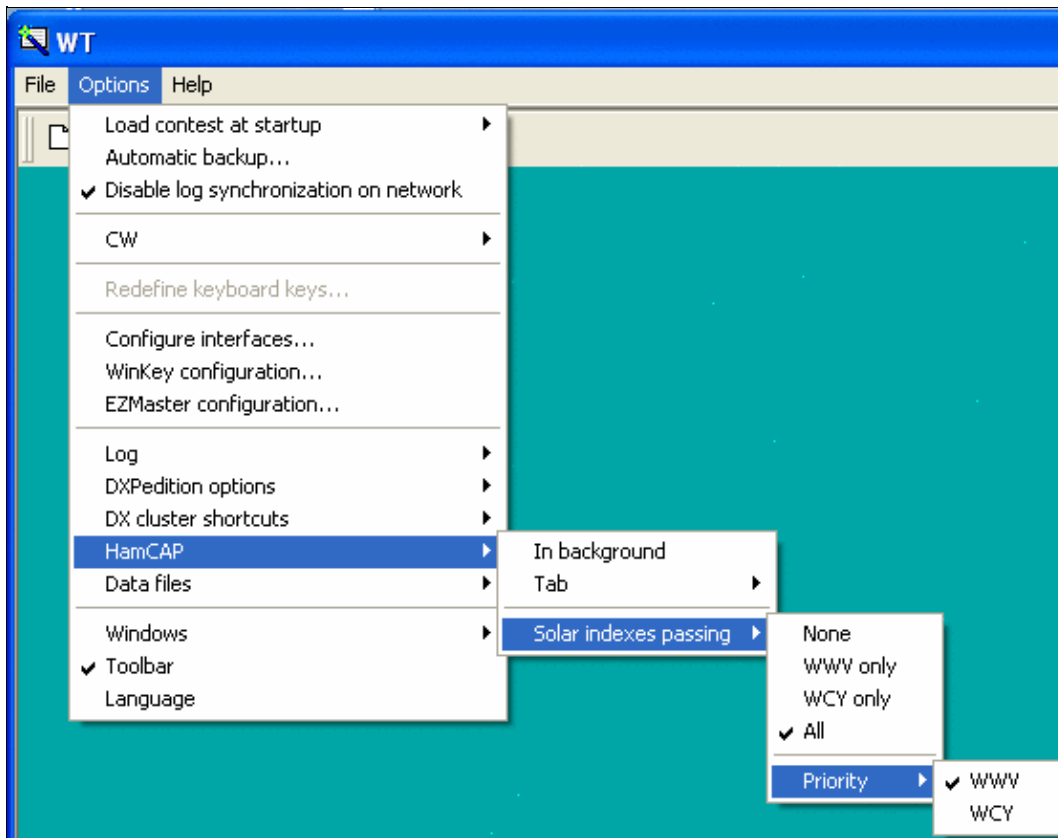 WT
File Options Help
Load contest at startup
Automatic backup...
Disable log synchronization on network
CW
Redefine keyboard keys...
Configure interfaces...
WinKey configuration...
EZMaster configuration...
Log
DXPedition options
DX cluster shortcuts
HamCAP
Data files
Windows
Toolbar
Language
In background
Tab
Solar indexes passing
None
WWV only
WCY only
All
Priority
WWV
WCY